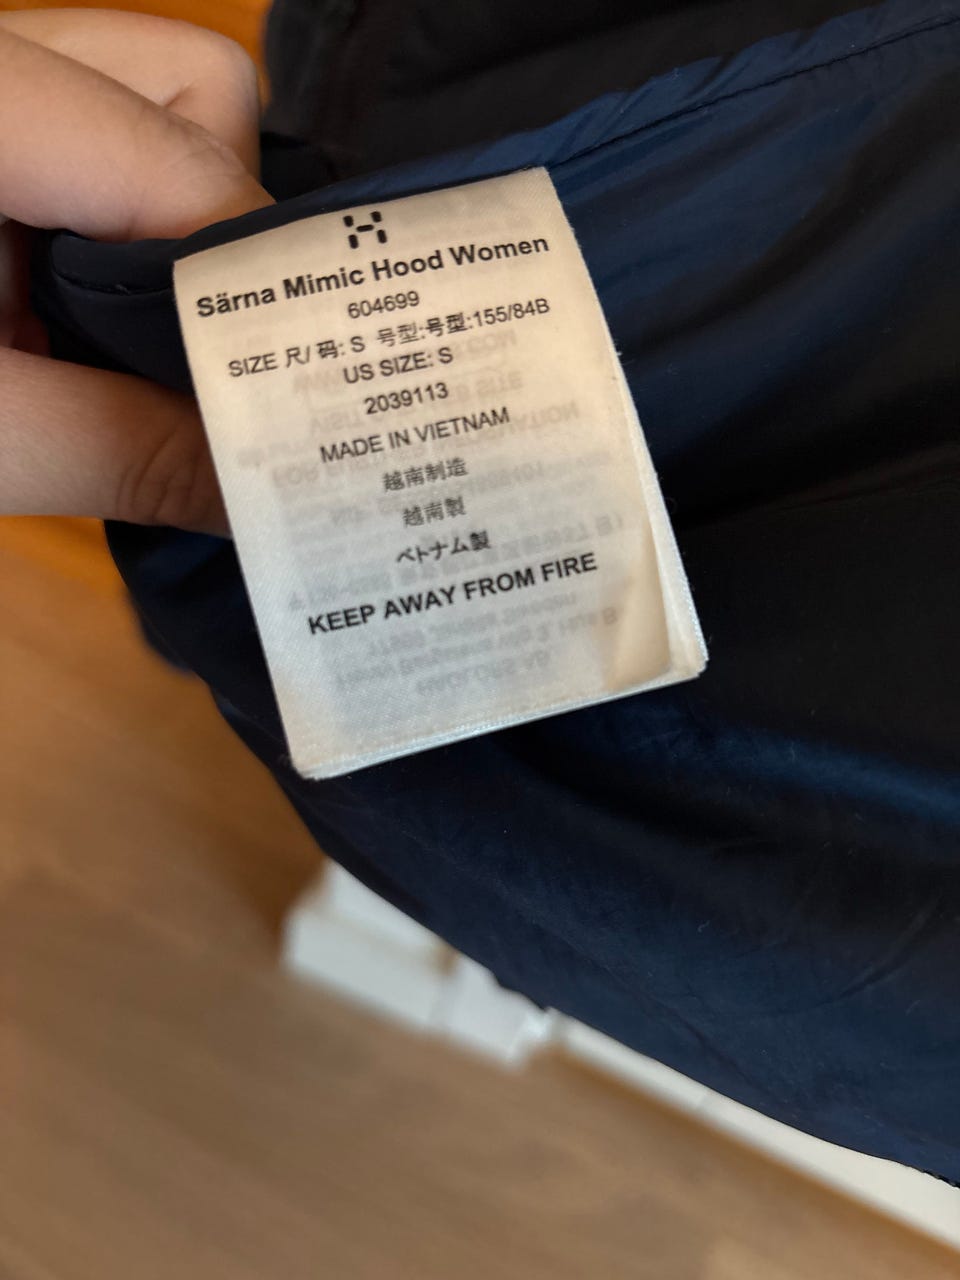 Särna Mimic Hood Women
604699
SIZE 尺/ 码: S 号型:号型:155/84B
US SIZE: S
2039113
MADE IN VIETNAM
越南制造
越南製
ベトナム製
KEEP AWAY FROM FIRE